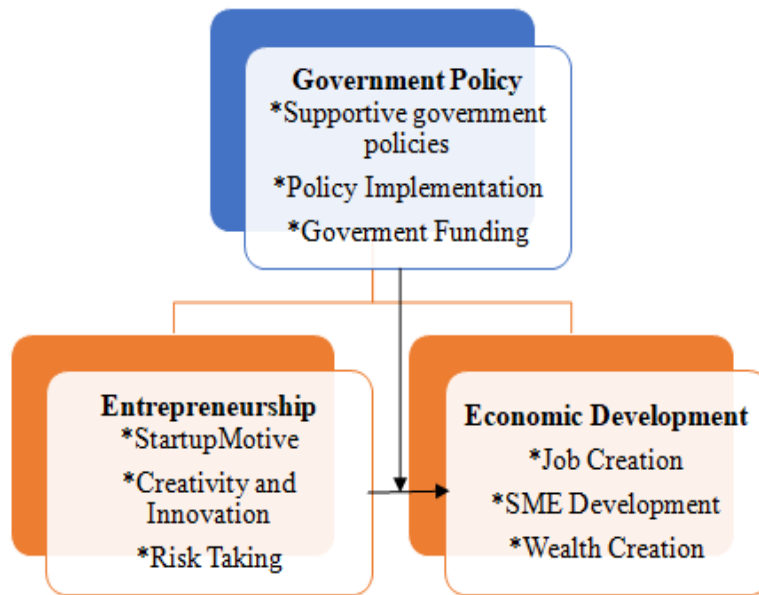 Government Policy
*Supportive government
policies
*Policy Implementation
*Goverment Funding
Entrepreneurship
*StartupMotive
*Creativity and
Innovation
*Risk Taking
Economic Development
*Job Creation
*SME Development
*Wealth Creation